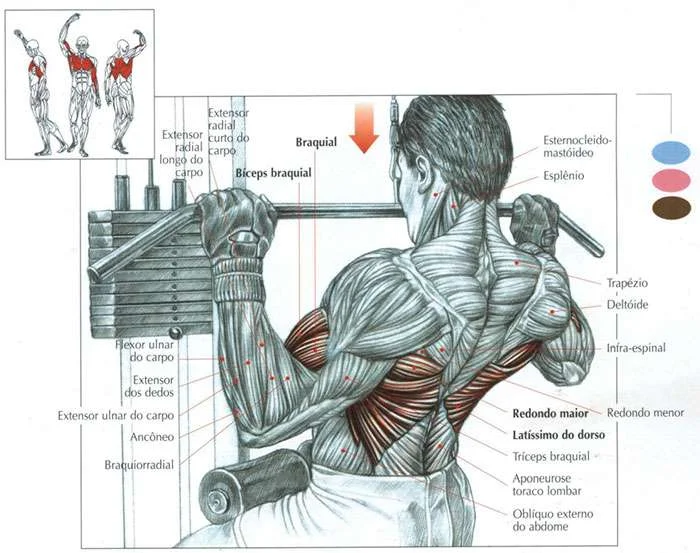 Extensor
radial
curto do
carpo
Extensor
radial
longo do
carpo
Braquial
Bíceps braquial
Esternocleido-
mastóideo
Esplênio
Trapézio
Deltóide
Infra-espinal
Redondo menor
Redondo maior
Latíssimo do dorso
Tríceps braquial
Aponeurose
toraco lombar
Oblíquo externo
do abdome
Flexor ulnar
do carpo
Extensor
dos dedos
Extensor ulnar do carpo
Ancôneo
Braquiorradial